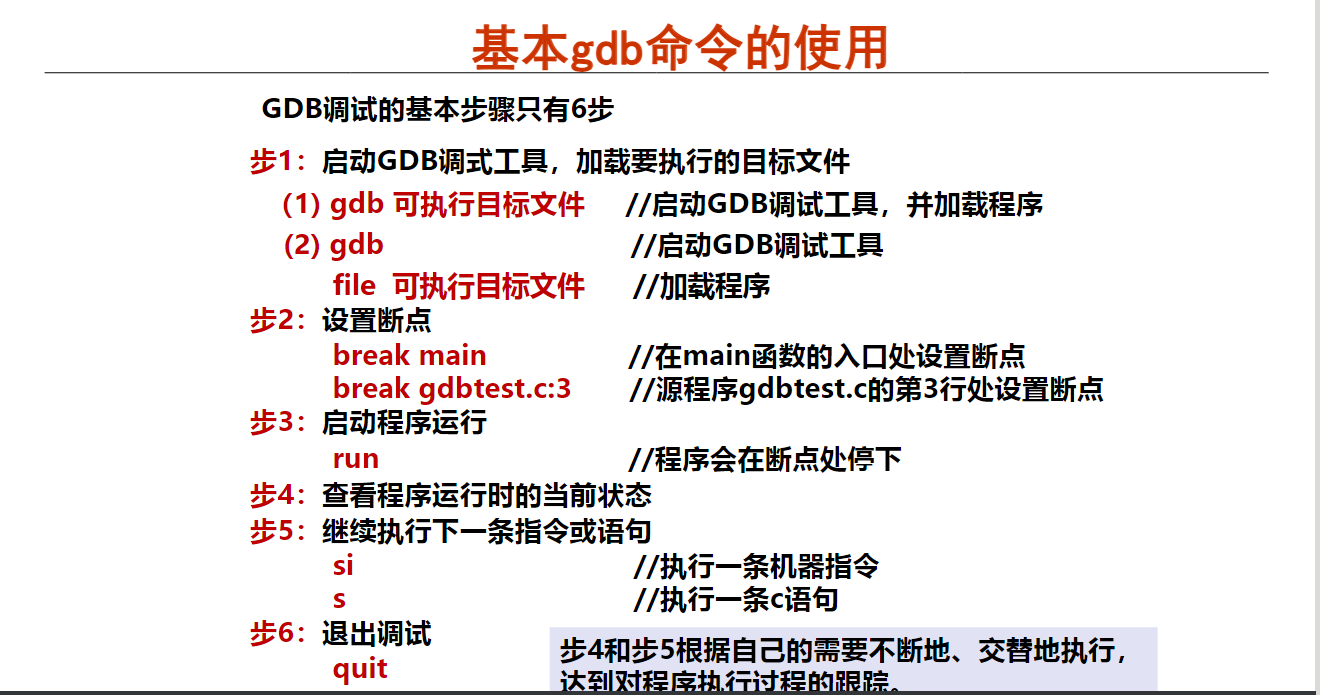 基本gdb命令的使用
GDB调试的基本步骤只有6步
步1：启动GDB调式工具，加载要执行的目标文件
（1) gdb 可执行目标文件 //启动GDB调试工具，并加载程序
(2) gdb //启动GDB调试工具
file 可执行目标文件 //加载程序
步2：设置断点
break main //在main函数的入口处设置断点
break gdbtest.c:3 //源程序gdbtest.c的第3行处设置断点
步3：启动程序运行
run //程序会在断点处停下
步4：查看程序运行时的当前状态
步5：继续执行下一条指令或语句
si //执行一条机器指令
s //执行一条c语句
步6：退出调试
quit
步4和步5根据自己的需要不断地、交替地执行，
达到对程序执行过程的跟踪。